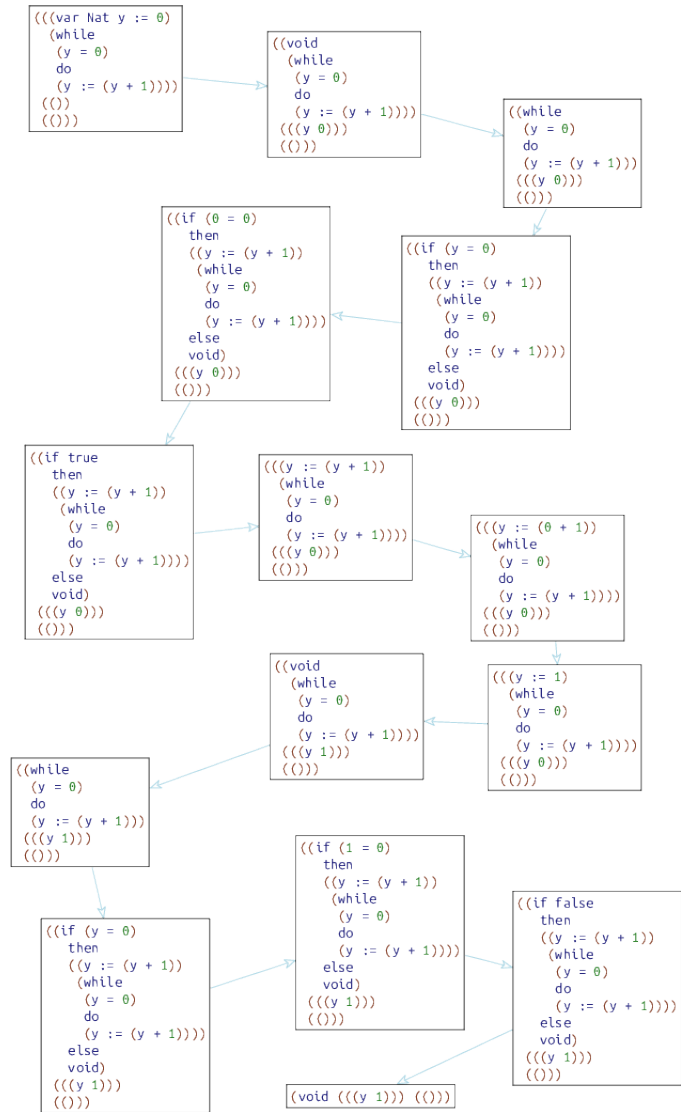 (((var Nat y := 0)
(while
(y = 0)
do
(y := (y + 1))))
(())
(()))
((void
(while
(y = 0)
do
(y := (y + 1))))
(((y 0)))
(()))
((while
(y = 0)
do
(y := (y + 1)))
(((y 0)))
(()))
((if (y = 0)
then
((y := (y + 1))
(while
(y = 0)
do
(y := (y + 1))))
else
void)
(((y 0)))
(()))
((if (0 = 0)
then
((y := (y + 1))
(while
(y = 0)
do
(y := (y + 1))))
else
void)
(((y 0)))
(()))
((if true
then
((y := (y + 1))
(while
(y = 0)
do
(y := (y + 1))))
else
void)
(((y 0)))
(()))
(((y := (y + 1))
(while
(y = 0)
do
(y := (y + 1))))
(((y 0)))
(()))
(((y := (0 + 1))
(while
(y = 0)
do
(y := (y + 1))))
(((y 0)))
(()))
(((y := 1)
(while
(y = 0)
do
(y := (y + 1))))
(((y 0)))
(()))
((void
(while
(y = 0)
do
(y := (y + 1))))
(((y 1)))
(()))
((while
(y = 0)
do
(y := (y + 1)))
(((y 1)))
(()))
((if (y = 0)
then
((y := (y + 1))
(while
(y = 0)
do
(y := (y + 1))))
else
void)
(((y 1)))
(()))
((if (1 = 0)
then
((y := (y + 1))
(while
(y = 0)
do
(y := (y + 1))))
else
void)
(((y 1)))
(()))
((if false
then
((y := (y + 1))
(while
(y = 0)
do
(y := (y + 1))))
else
void)
(((y 1)))
(()))
(void (((y 1))) (()))